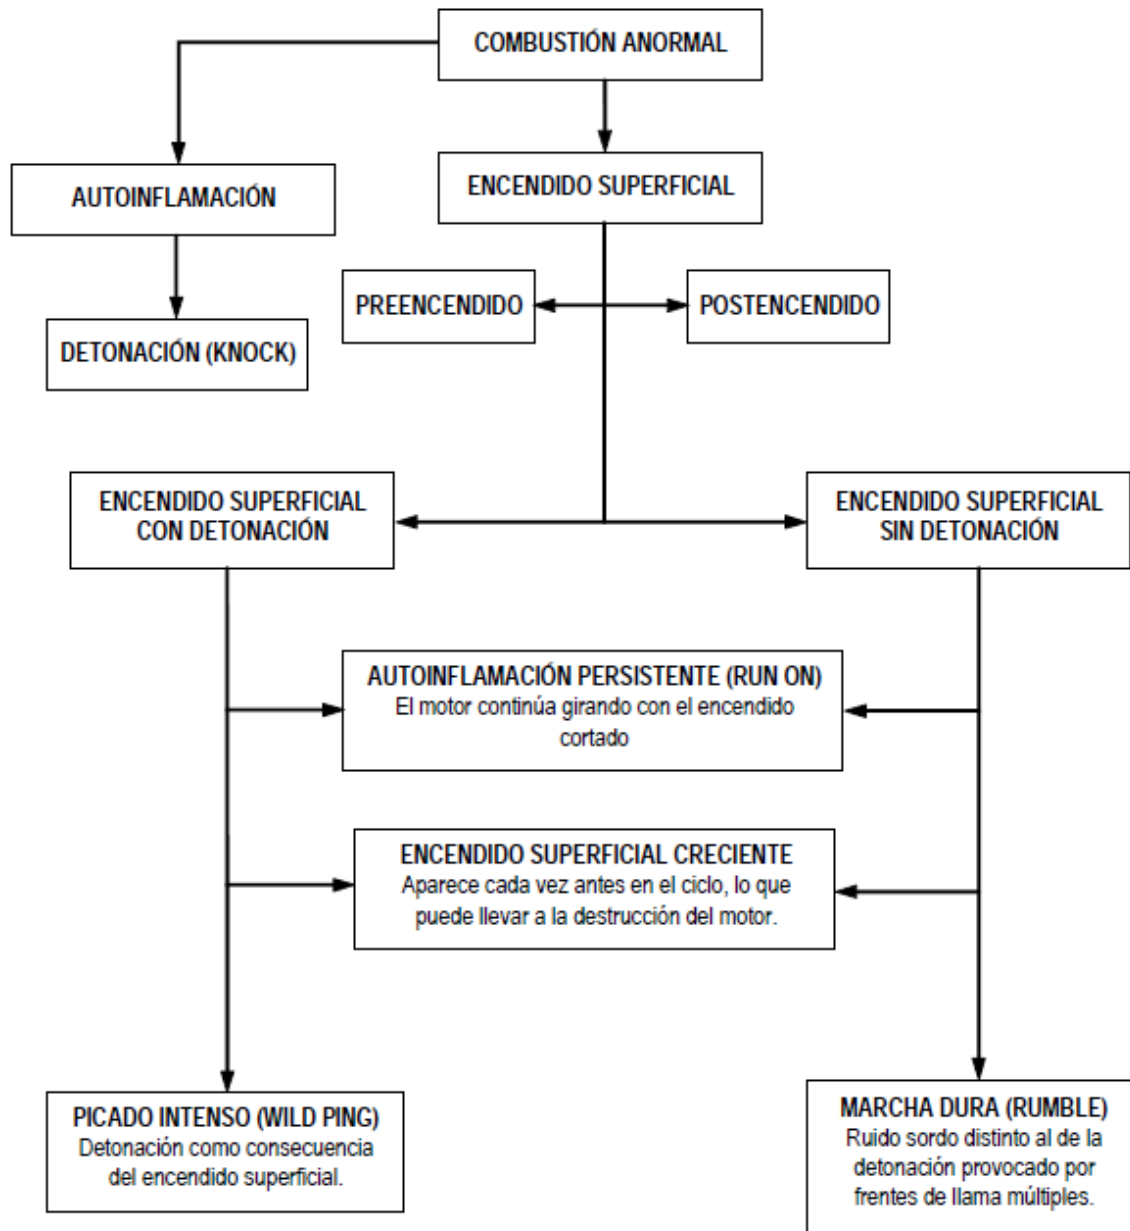 COMBUSTIÓN ANORMAL
AUTOINFLAMACIÓN
ENCENDIDO SUPERFICIAL
PREENCENDIDO
POSTENCENDIDO
DETONACIÓN (KNOCK)
ENCENDIDO SUPERFICIAL
CON DETONACIÓN
ENCENDIDO SUPERFICIAL
SIN DETONACIÓN
AUTOINFLAMACIÓN PERSISTENTE (RUN ON)
El motor continúa girando con el encendido
cortado
ENCENDIDO SUPERFICIAL CRECIENTE
Aparece cada vez antes en el ciclo, lo que
puede llevar a la destrucción del motor.
PICADO INTENSO (WILD PING)
Detonación como consecuencia
del encendido superficial.
MARCHA DURA (RUMBLE)
Ruido sordo distinto al de la
detonación provocado por
frentes de llama múltiples.